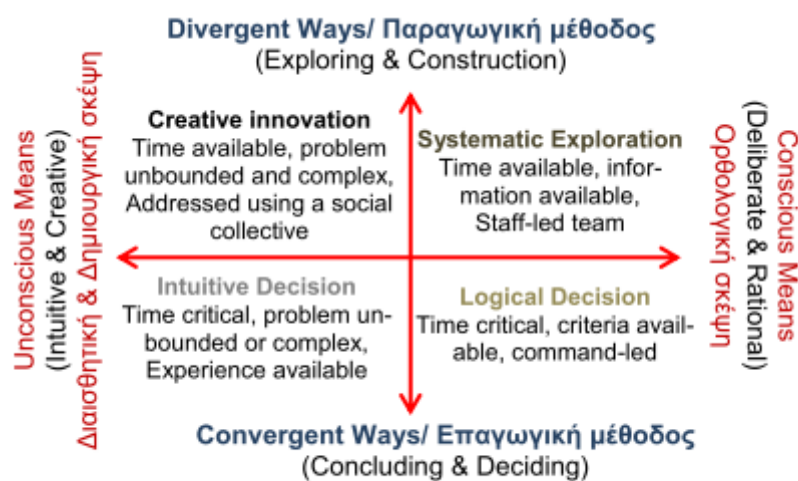 Divergent Ways/ Παραγωγική μέθοδος
(Exploring & Construction)
Unconscious Means
(Intuitive & Creative)
Διαισθητική & Δημιουργική σκέψη
Creative innovation
Time available, problem
unbounded and complex,
Addressed using a social
collective
Systematic Exploration
Time available, infor-
mation available,
Staff-led team
Conscious Means
(Deliberate & Rational)
Ορθολογική σκέψη
Intuitive Decision
Time critical, problem un-
bounded or complex,
Experience available
Logical Decision
Time critical, criteria avail-
able, command-led
Convergent Ways/ Επαγωγική μέθοδος
(Concluding & Deciding)